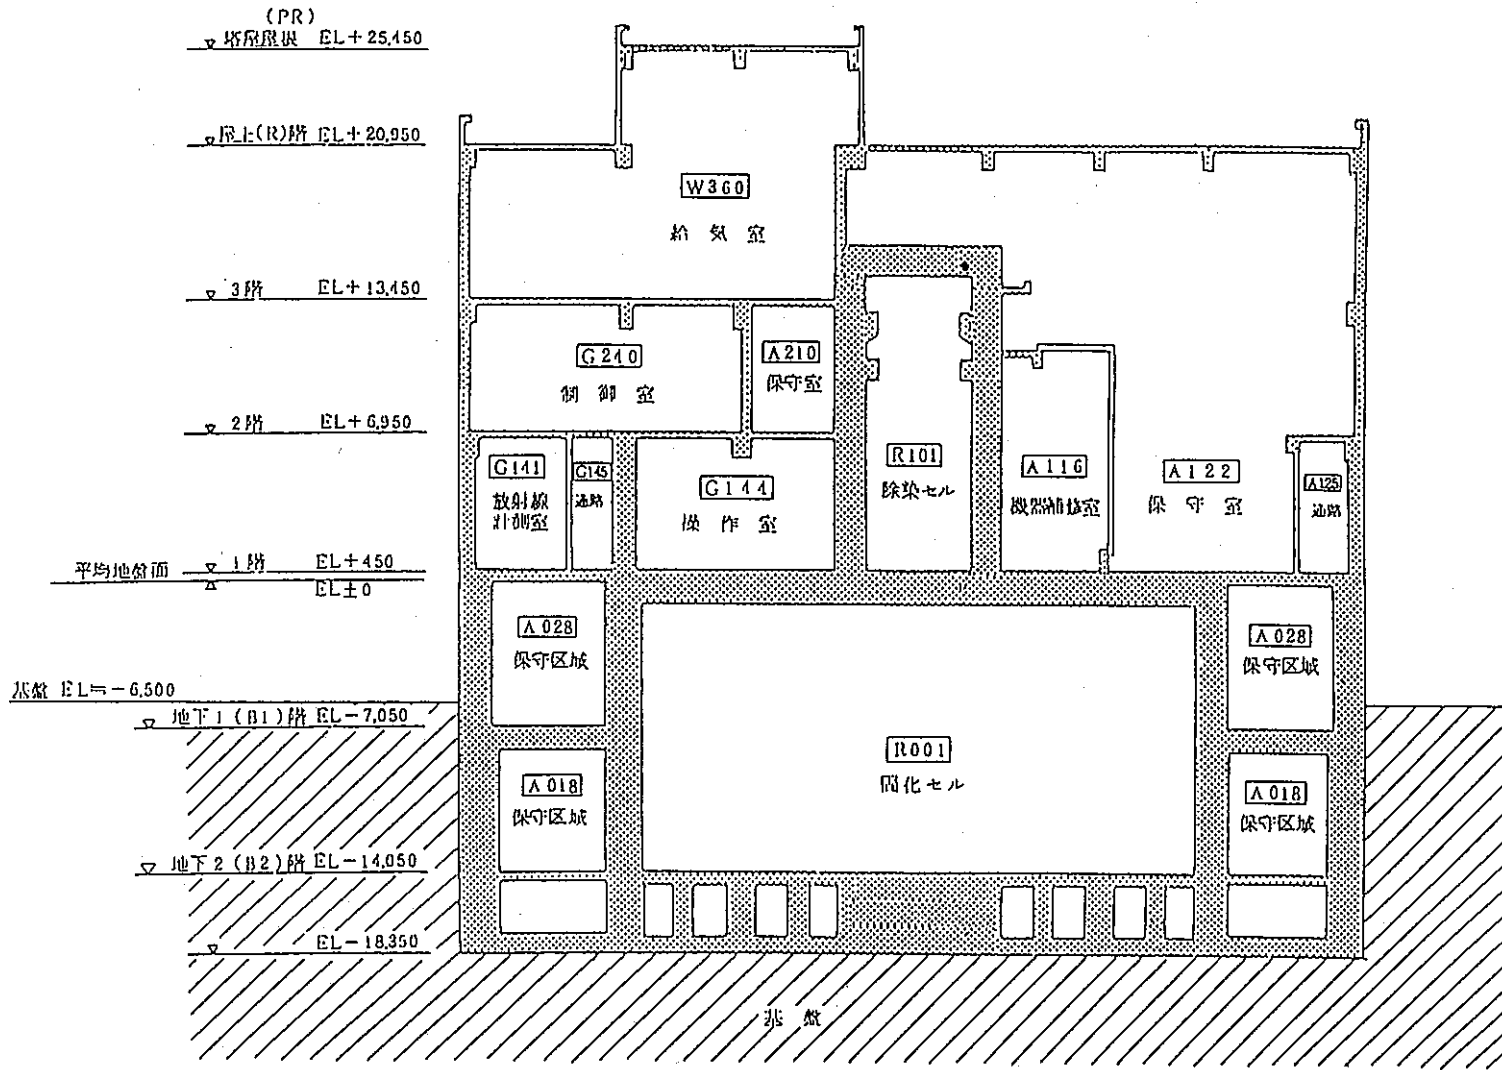 (PR)
塔屋屋根 EL+25,450
屋上(R)階 EL+20,950
W360
給気室
3階 EL+13,450
G240
制御室
A210
保守室
2階 EL+6,950
G141
放射線
計測室
G145
通路
G144
操作室
R101
除染セル
A116
機器補修室
A122
保守室
A125
通路
平均地盤面
1階 EL+450
EL±0
A028
保守区域
A028
保守区域
基盤 EL≒-6,500
地下1(B1)階 EL-7,050
R001
固化セル
A018
保守区域
A018
保守区域
地下2(B2)階 EL-14,050
EL-18,350
基盤